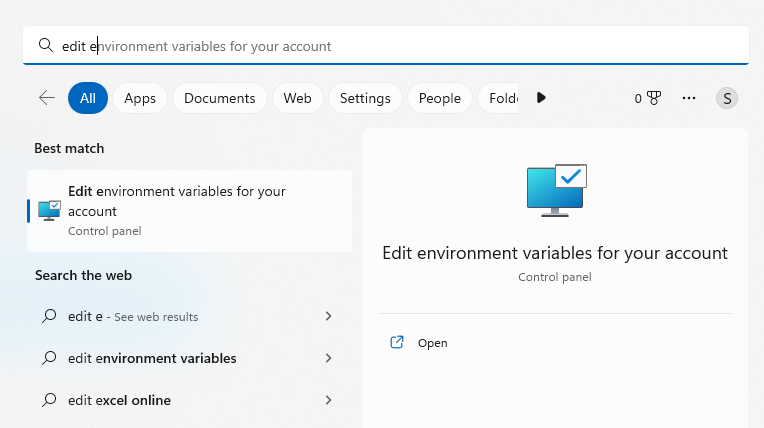 edit environment variables for your account
All Apps Documents Web Settings People Fold 0 S
Best match
Edit environment variables for your
account
Control panel
Search the web
edit e - See web results
edit environment variables
edit excel online
Edit environment variables for your account
Control panel
Open